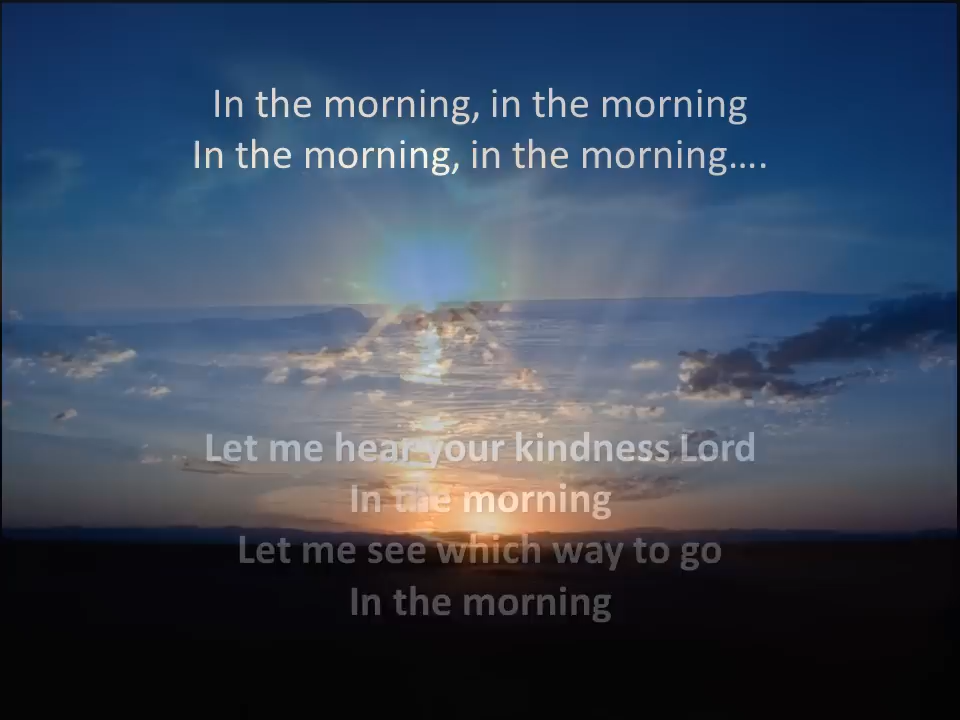 In the morning, in the morning
In the morning, in the morning….
Let me hear your kindness Lord
In the morning
Let me see which way to go
In the morning